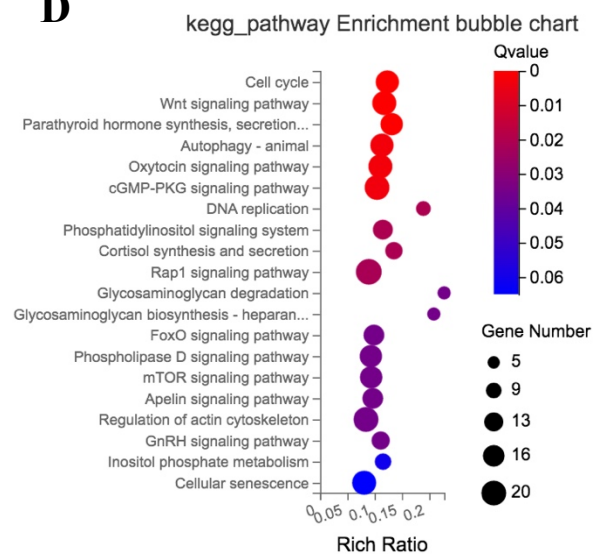 D
kegg_pathway Enrichment bubble chart
Qvalue
0
0.01
0.02
0.03
0.04
0.05
0.06
Cell cycle
Wnt signaling pathway
Parathyroid hormone synthesis, secretion...
Autophagy - animal
Oxytocin signaling pathway
cGMP-PKG signaling pathway
DNA replication
Phosphatidylinositol signaling system
Cortisol synthesis and secretion
Rap1 signaling pathway
Glycosaminoglycan degradation
Glycosaminoglycan biosynthesis - heparan...
FoxO signaling pathway
Phospholipase D signaling pathway
mTOR signaling pathway
Apelin signaling pathway
Regulation of actin cytoskeleton
GnRH signaling pathway
Inositol phosphate metabolism
Cellular senescence
Gene Number
5
9
13
16
20
0 0.05 0.1 0.15 0.2
Rich Ratio